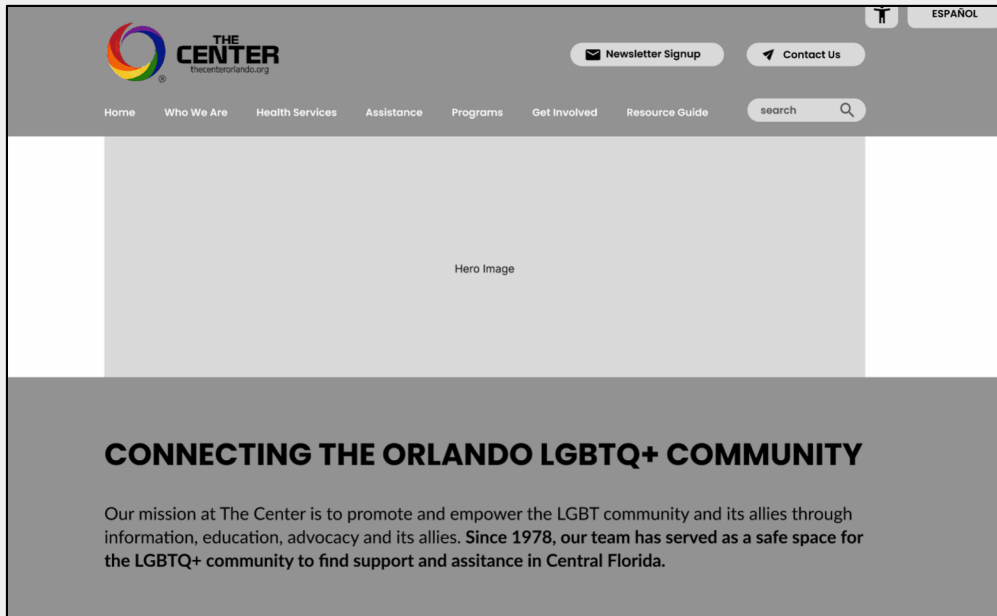 ESPAÑOL
THE
CENTER
thecenterorlando.org
®
Newsletter Signup
Contact Us
Home Who We Are Health Services Assistance Programs Get Involved Resource Guide search
Hero Image
CONNECTING THE ORLANDO LGBTQ+ COMMUNITY
Our mission at The Center is to promote and empower the LGBT community and its allies through
information, education, advocacy and its allies. Since 1978, our team has served as a safe space for
the LGBTQ+ community to find support and assitance in Central Florida.